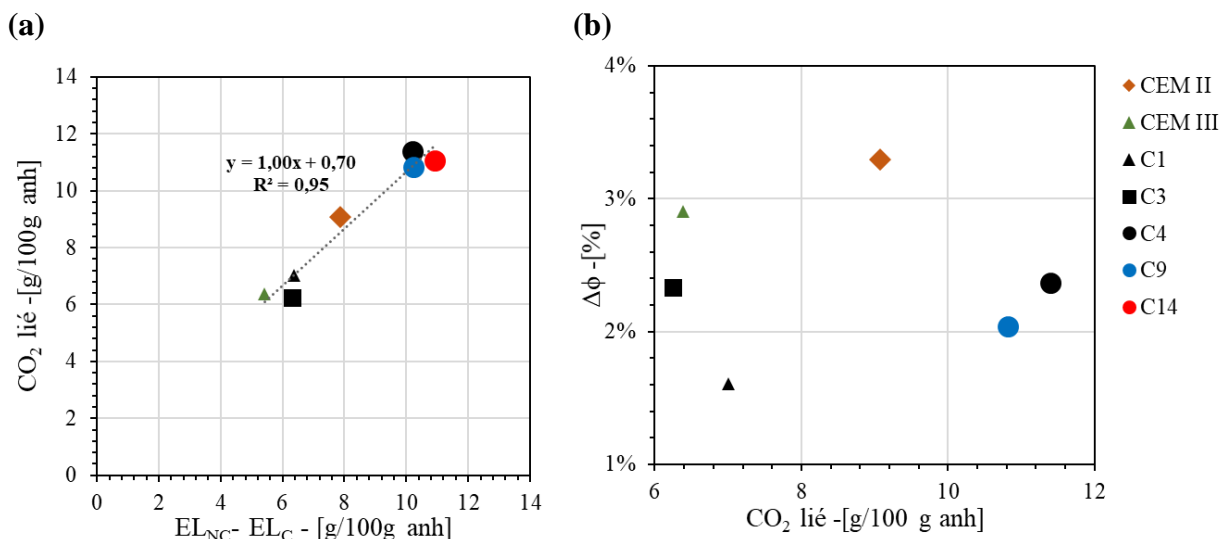 (a)
14
12
10
8
6
4
2
0
CO₂ lié -[g/100g anh]
y = 1,00x + 0,70
R² = 0,95
0 2 4 6 8 10 12 14
EL_NC- EL_C - [g/100g anh]
(b)
4%
3%
2%
1%
Δϕ -[%]
6 8 10 12
CO₂ lié -[g/100 g anh]
CEM II
CEM III
C1
C3
C4
C9
C14